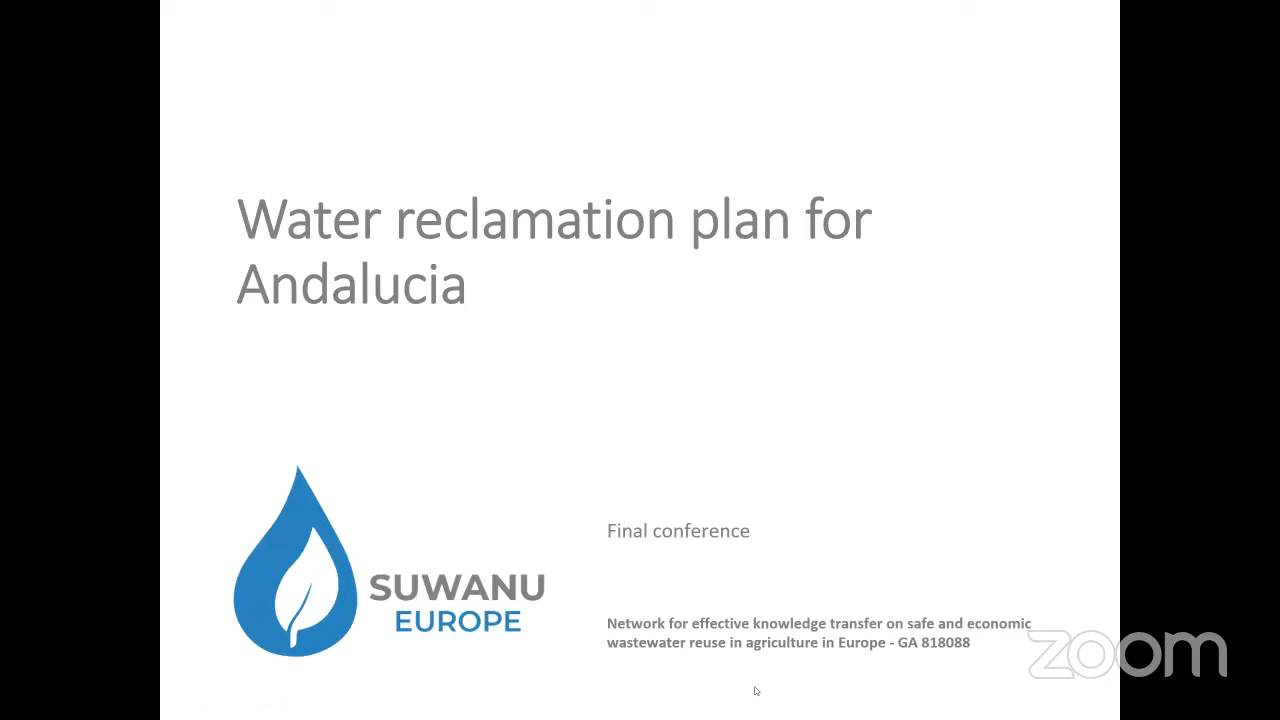 Water reclamation plan for
Andalucia
SUWANU
EUROPE
Final conference
Network for effective knowledge transfer on safe and economic
wastewater reuse in agriculture in Europe - GA 818088
zoom